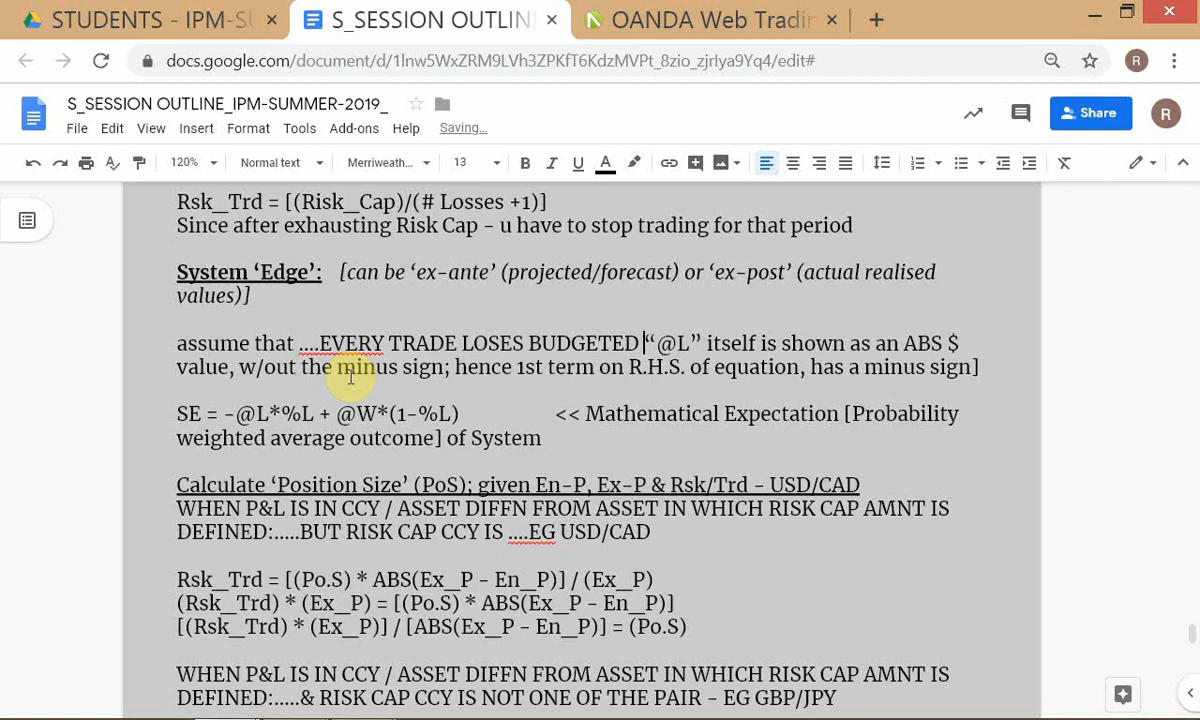 STUDENTS - IPM-SU
S_SESSION OUTLIN
OANDA Web Tradin
docs.google.com/document/d/1lnw5WxZRM9LVh3ZPKfT6KdzMVPt_8zio_zjrIya9Yq4/edit#
R
S_SESSION OUTLINE_IPM-SUMMER-2019_
File Edit View Insert Format Tools Add-ons Help Saving...
Share
R
120% Normal text Merriweath... 13 B I U A
Rsk_Trd = [(Risk_Cap)/(# Losses +1)]
Since after exhausting Risk Cap - u have to stop trading for that period
System ‘Edge’: [can be ‘ex-ante’ (projected/forecast) or ‘ex-post’ (actual realised
values)]
assume that ....EVERY TRADE LOSES BUDGETED “@L” itself is shown as an ABS $
value, w/out the minus sign; hence 1st term on R.H.S. of equation, has a minus sign]
SE = -@L*%L + @W*(1-%L) << Mathematical Expectation [Probability
weighted average outcome] of System
Calculate ‘Position Size’ (PoS); given En-P, Ex-P & Rsk/Trd - USD/CAD
WHEN P&L IS IN CCY / ASSET DIFFN FROM ASSET IN WHICH RISK CAP AMNT IS
DEFINED:.....BUT RISK CAP CCY IS ....EG USD/CAD
Rsk_Trd = [(Po.S) * ABS(Ex_P - En_P)] / (Ex_P)
(Rsk_Trd) * (Ex_P) = [(Po.S) * ABS(Ex_P - En_P)]
[(Rsk_Trd) * (Ex_P)] / [ABS(Ex_P - En_P)] = (Po.S)
WHEN P&L IS IN CCY / ASSET DIFFN FROM ASSET IN WHICH RISK CAP AMNT IS
DEFINED:.....& RISK CAP CCY IS NOT ONE OF THE PAIR - EG GBP/JPY